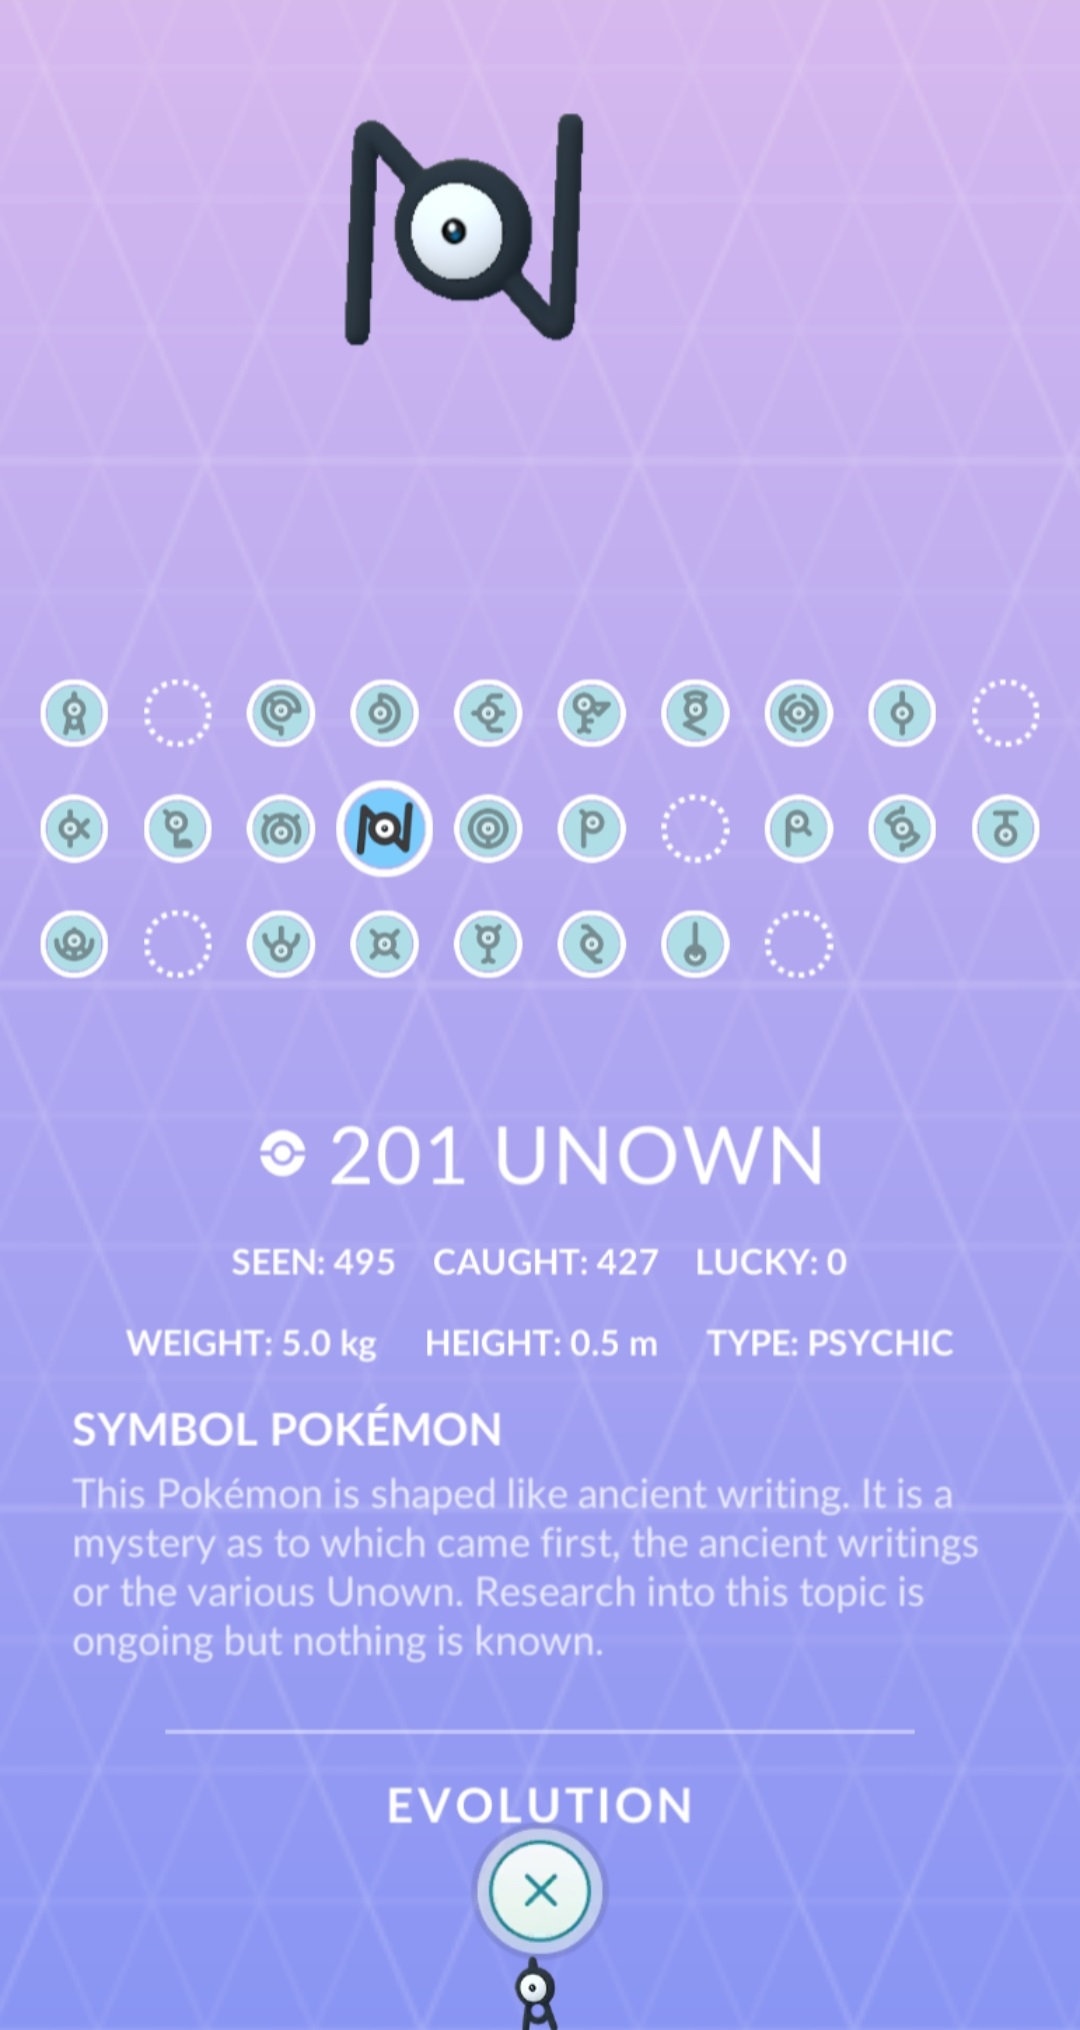 201 UNOWN
SEEN: 495 CAUGHT: 427 LUCKY: 0
WEIGHT: 5.0 kg HEIGHT: 0.5 m TYPE: PSYCHIC
SYMBOL POKÉMON
This Pokémon is shaped like ancient writing. It is a
mystery as to which came first, the ancient writings
or the various Unown. Research into this topic is
ongoing but nothing is known.
EVOLUTION